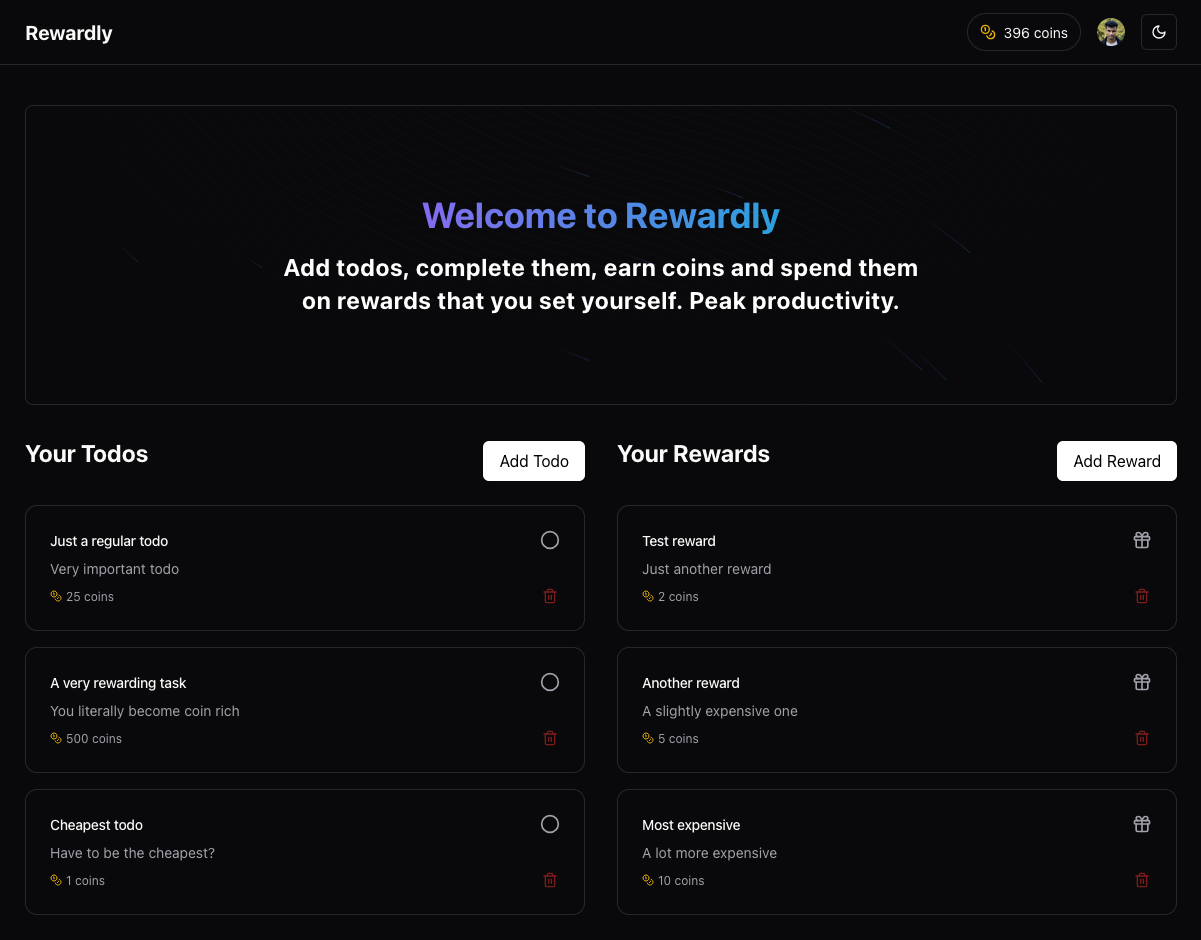 Rewardly
396 coins
Welcome to Rewardly
Add todos, complete them, earn coins and spend them
on rewards that you set yourself. Peak productivity.
Your Todos
Add Todo
Just a regular todo
Very important todo
25 coins
A very rewarding task
You literally become coin rich
500 coins
Cheapest todo
Have to be the cheapest?
1 coins
Your Rewards
Add Reward
Test reward
Just another reward
2 coins
Another reward
A slightly expensive one
5 coins
Most expensive
A lot more expensive
10 coins